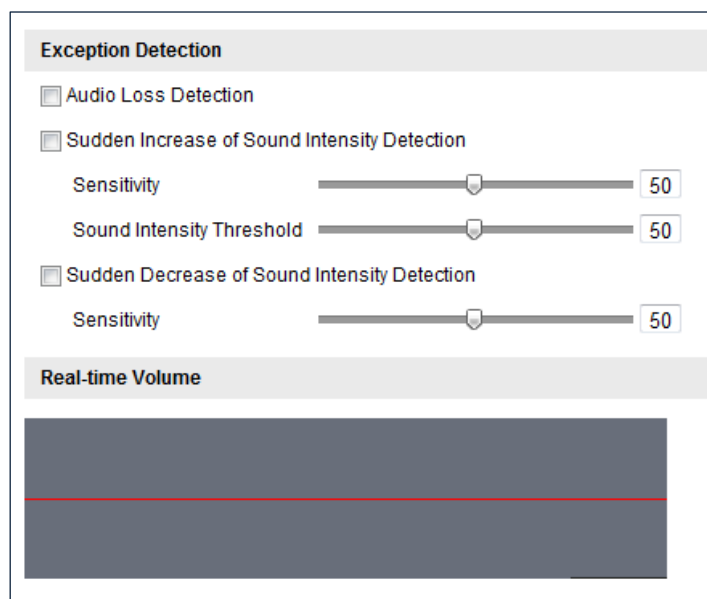 Exception Detection
Audio Loss Detection
Sudden Increase of Sound Intensity Detection
Sensitivity 50
Sound Intensity Threshold 50
Sudden Decrease of Sound Intensity Detection
Sensitivity 50
Real-time Volume